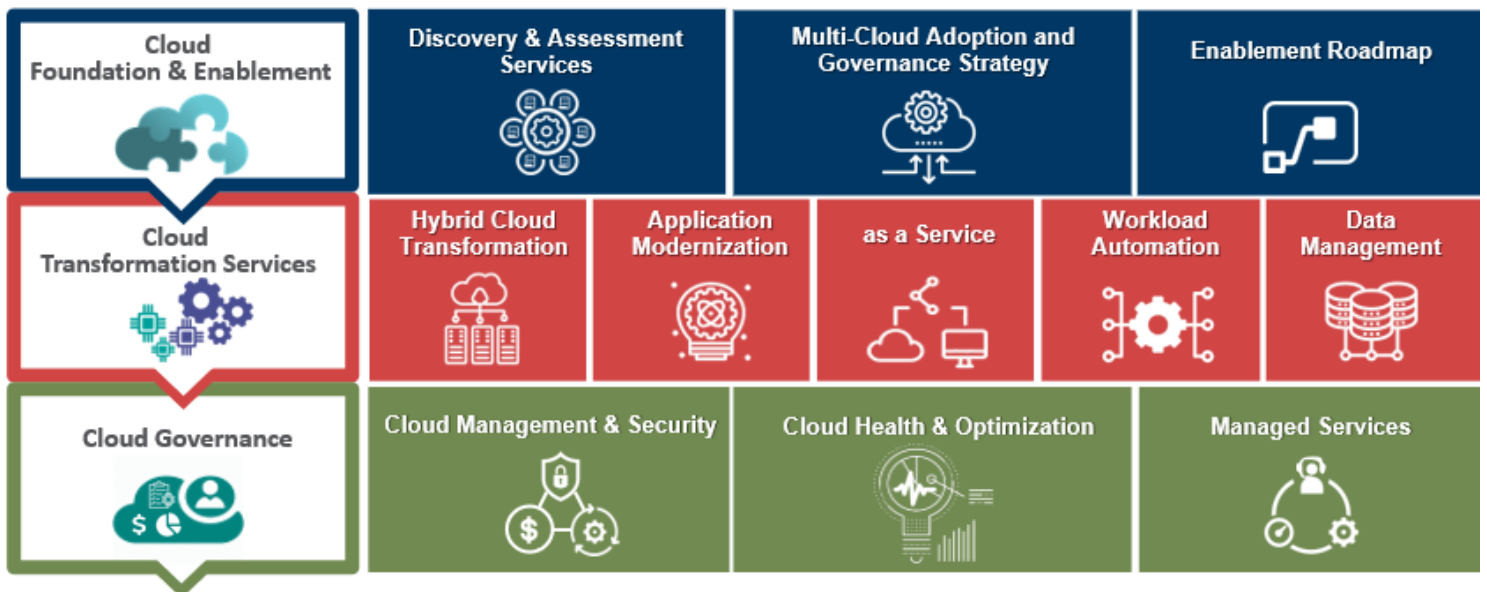 Cloud
Foundation & Enablement
Discovery & Assessment
Services
Multi-Cloud Adoption and
Governance Strategy
Enablement Roadmap
Cloud
Transformation Services
Hybrid Cloud
Transformation
Application
Modernization
as a Service
Workload
Automation
Data
Management
Cloud Governance
$
Cloud Management & Security
$
Cloud Health & Optimization
Managed Services